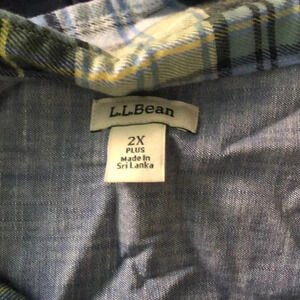 L.L.Bean
2X
PLUS
Made in
Sri Lanka